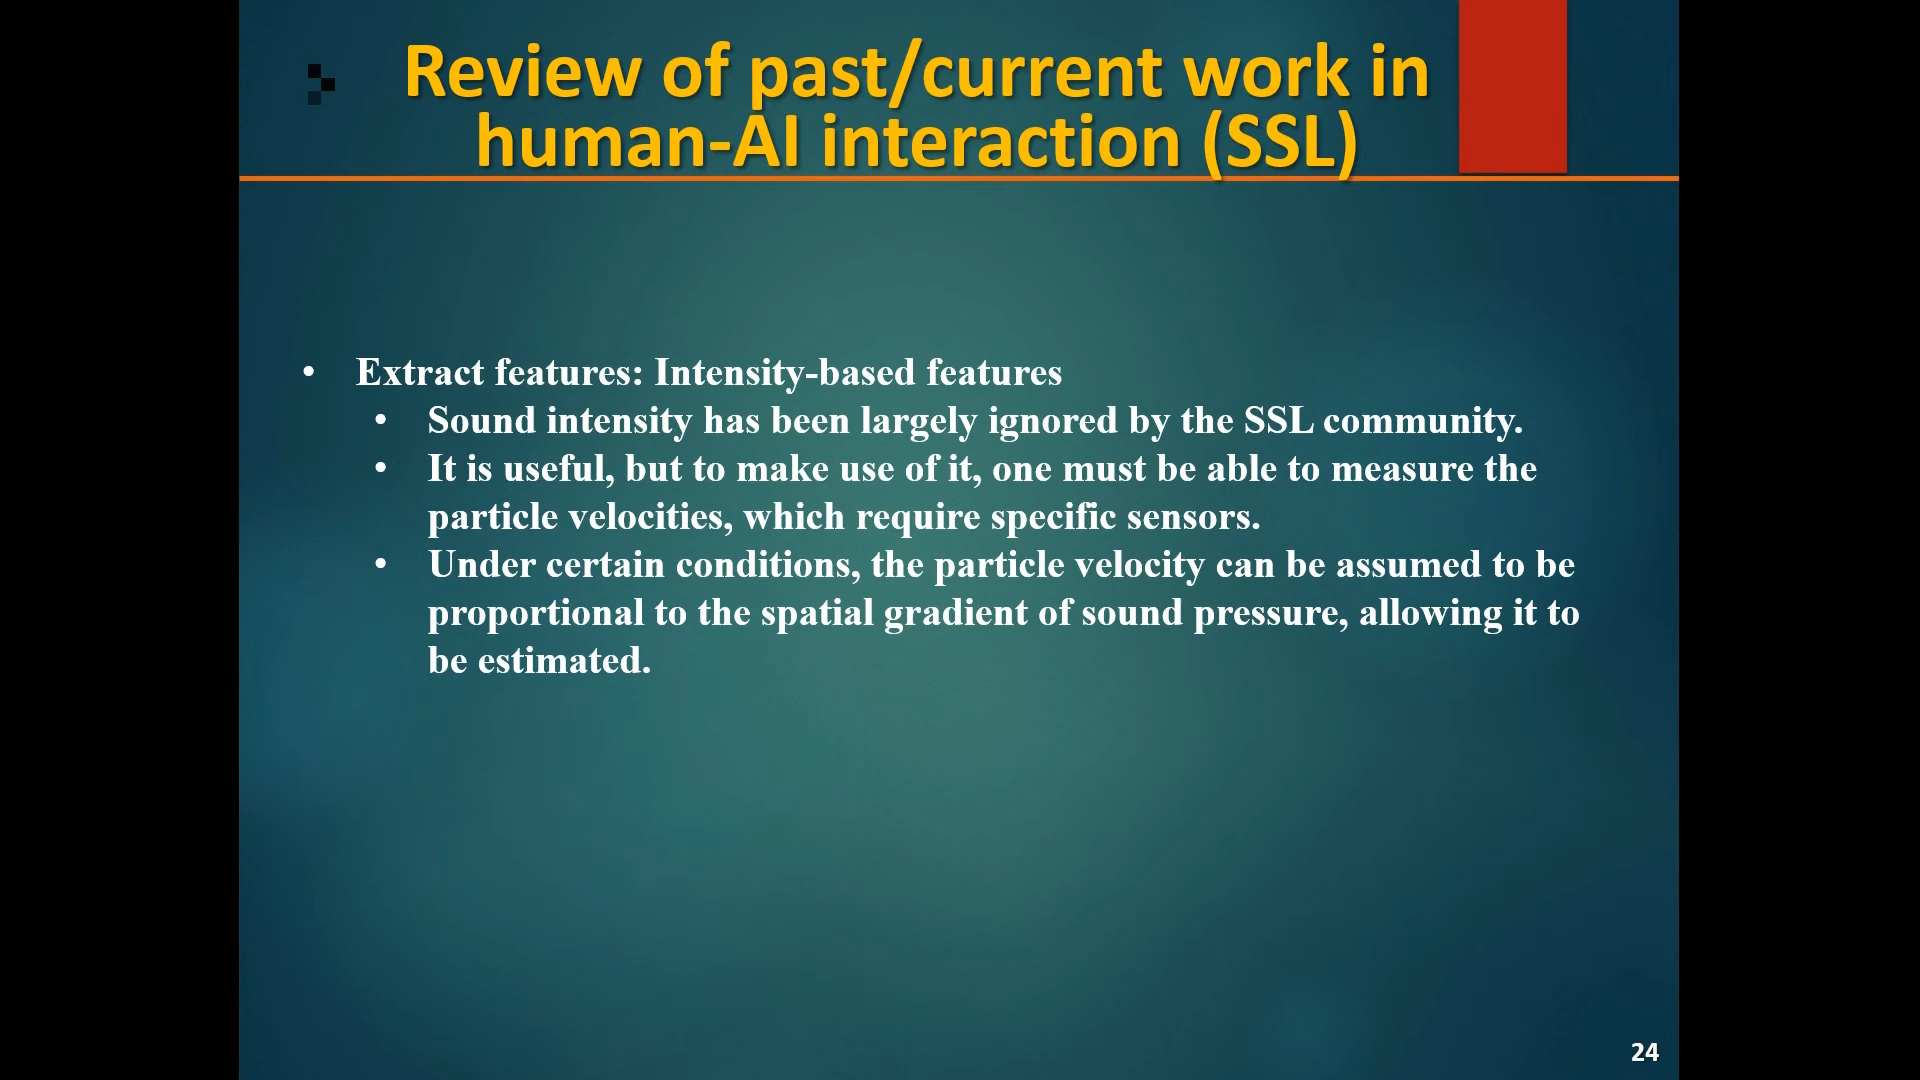 Review of past/current work in
human-AI interaction (SSL)
• Extract features: Intensity-based features
• Sound intensity has been largely ignored by the SSL community.
• It is useful, but to make use of it, one must be able to measure the
particle velocities, which require specific sensors.
• Under certain conditions, the particle velocity can be assumed to be
proportional to the spatial gradient of sound pressure, allowing it to
be estimated.
24